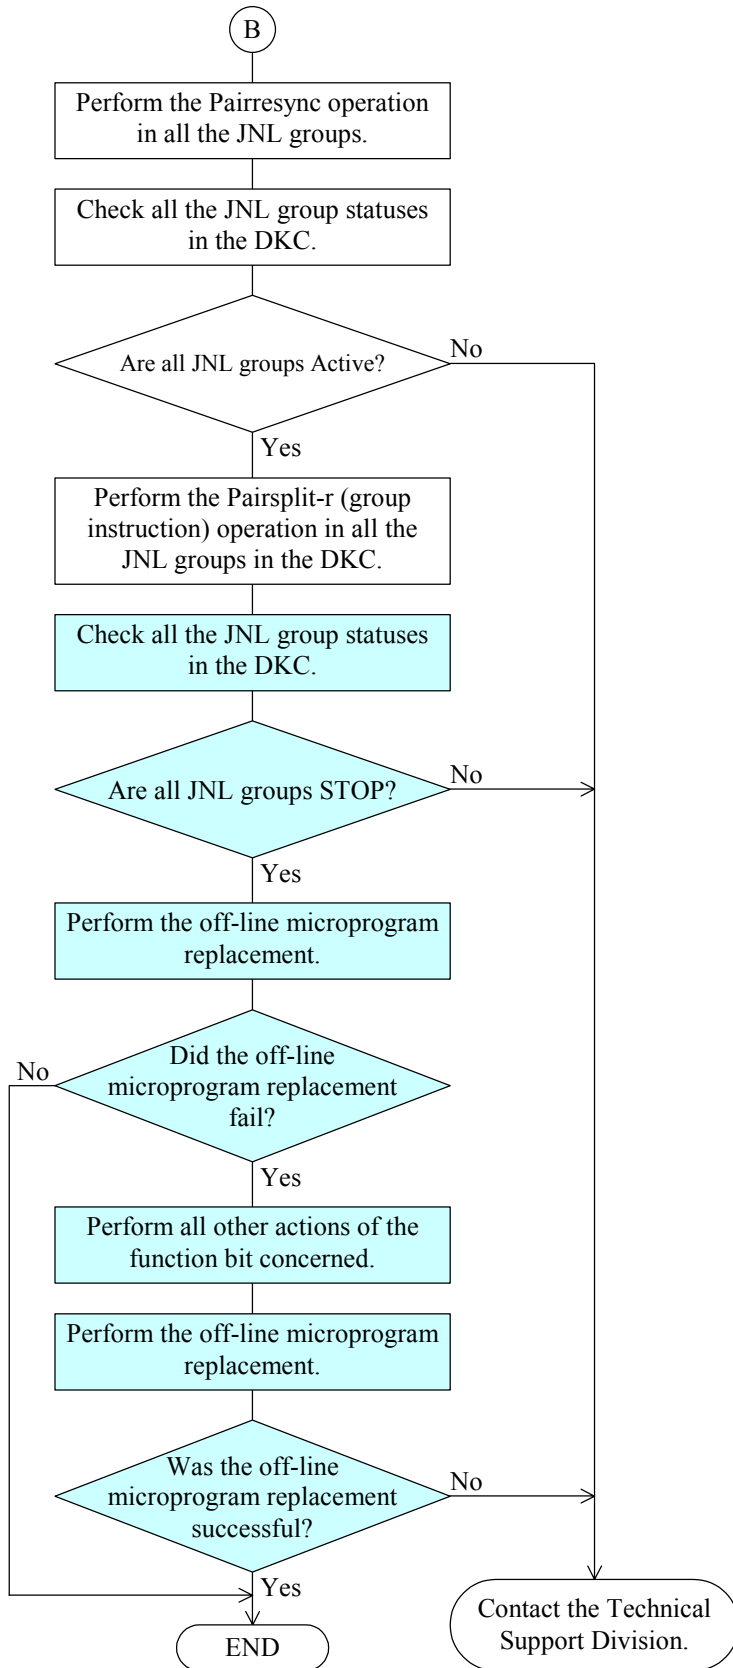 B
Perform the Pairresync operation
in all the JNL groups.
Check all the JNL group statuses
in the DKC.
Are all JNL groups Active?
No
Yes
Perform the Pairsplit-r (group
instruction) operation in all the
JNL groups in the DKC.
Check all the JNL group statuses
in the DKC.
Are all JNL groups STOP?
No
Yes
Perform the off-line microprogram
replacement.
Did the off-line
microprogram replacement
fail?
No
Yes
Perform all other actions of the
function bit concerned.
Perform the off-line microprogram
replacement.
Was the off-line
microprogram replacement
successful?
No
Yes
END
Contact the Technical
Support Division.